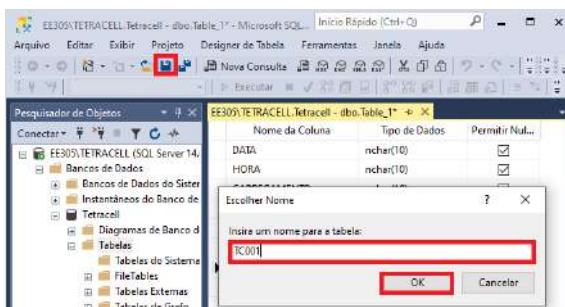 EE305\TETRACELL.Tetracell - dbo.Table_1* - Microsoft SQL...
Início Rápido (Ctrl+Q)
Arquivo Editar Exibir Projeto Designer de Tabela Ferramentas Janela Ajuda
Nova Consulta
Executar
Pesquisador de Objetos
EE305\TETRACELL.Tetracell - dbo.Table_1*
Conectar
Nome da Coluna Tipo de Dados Permitir Nul...
EE305\TETRACELL (SQL Server 14.
DATA nchar(10)
Bancos de Dados
HORA nchar(10)
Bancos de Dados do Sister
Instantâneos do Banco de
Escolher Nome
Tetracell
Insira um nome para a tabela:
Diagramas de Banco d
TC001
Tabelas
Tabelas do Sistema
FileTables
OK Cancelar
Tabelas Externas
Tabelas de Grafo